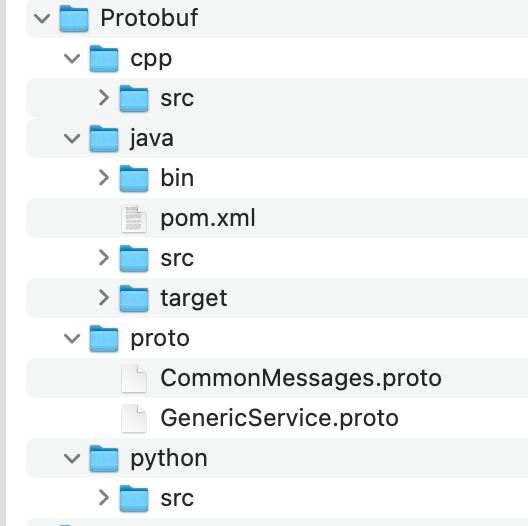 Protobuf
cpp
src
java
bin
pom.xml
src
target
proto
CommonMessages.proto
GenericService.proto
python
src